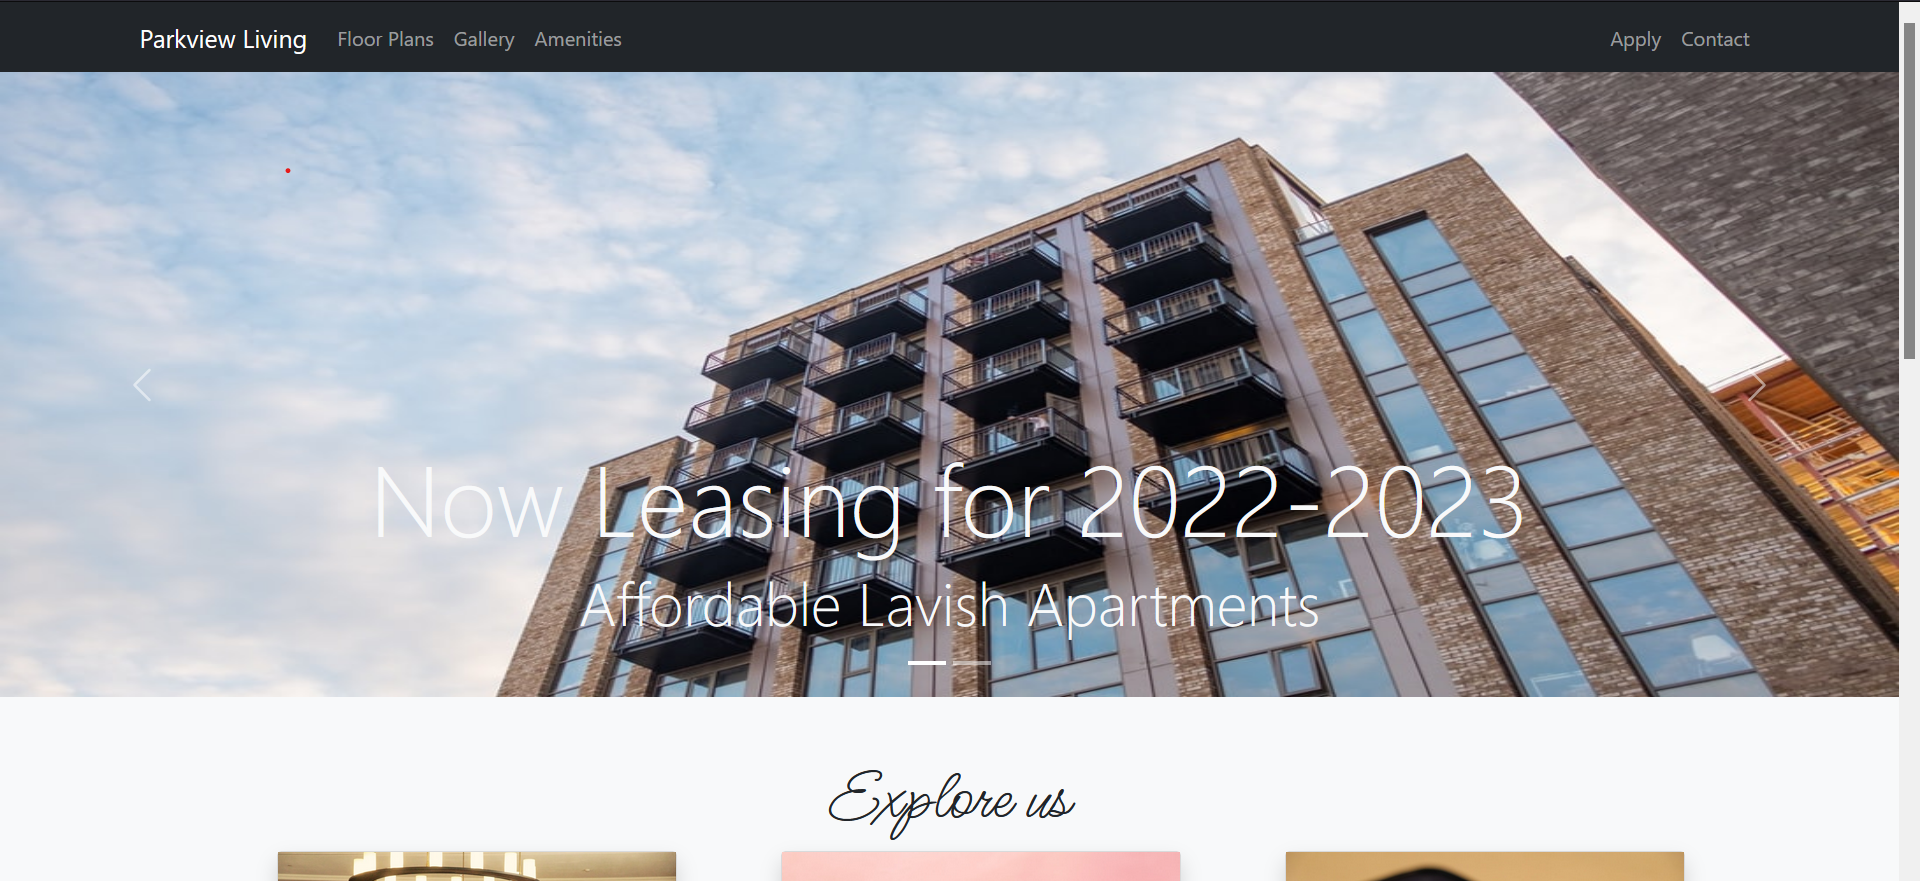 Parkview Living Floor Plans Gallery Amenities Apply Contact
Now Leasing for 2022-2023
Affordable Lavish Apartments
Explore us